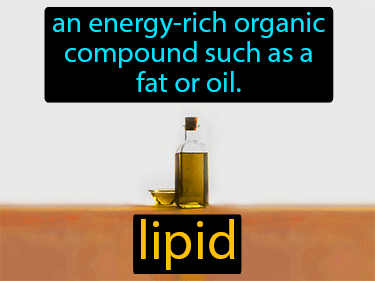 an energy-rich organic
compound such as a
fat or oil.
lipid